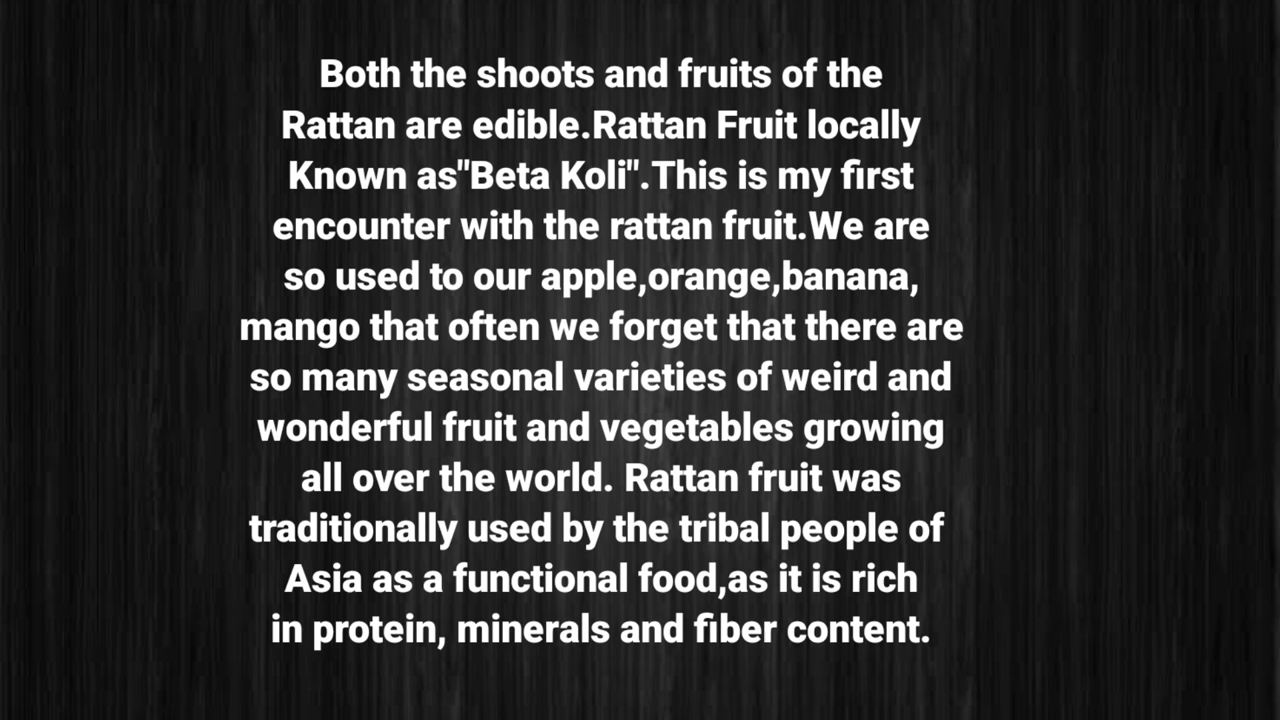 Both the shoots and fruits of the
Rattan are edible.Rattan Fruit locally
Known as"Beta Koli".This is my first
encounter with the rattan fruit.We are
so used to our apple,orange,banana,
mango that often we forget that there are
so many seasonal varieties of weird and
wonderful fruit and vegetables growing
all over the world. Rattan fruit was
traditionally used by the tribal people of
Asia as a functional food,as it is rich
in protein, minerals and fiber content.